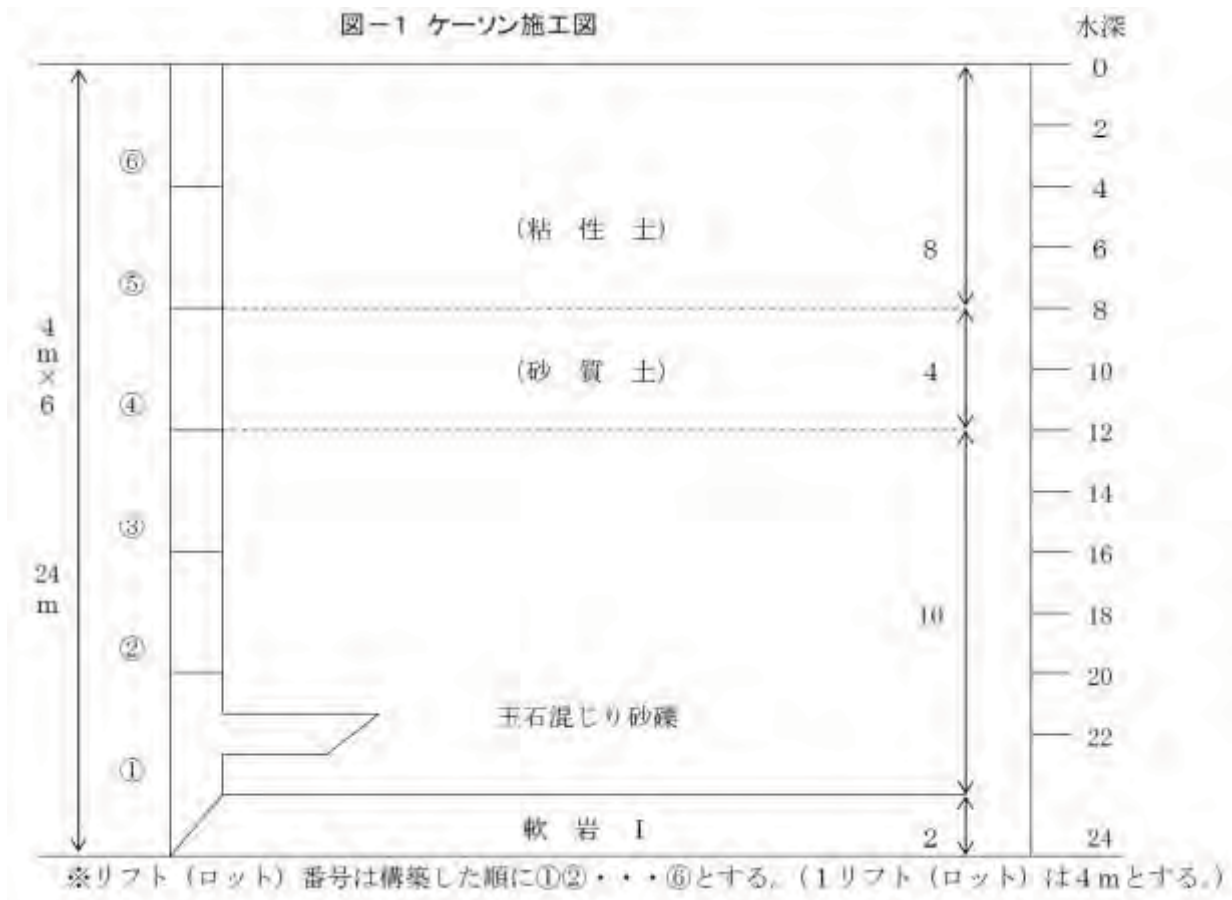 図－1 ケーソン施工図
水深
0
2
⑥
4
(粘 性 土)
8
6
⑤
8
4m×6
(砂 質 土)
4
10
④
12
14
③
16
24m
10
18
②
20
玉石混じり砂礫
22
①
軟 岩 I
2
24
※リフト（ロット）番号は構築した順に①②・・・⑥とする。（1リフト（ロット）は4mとする。）